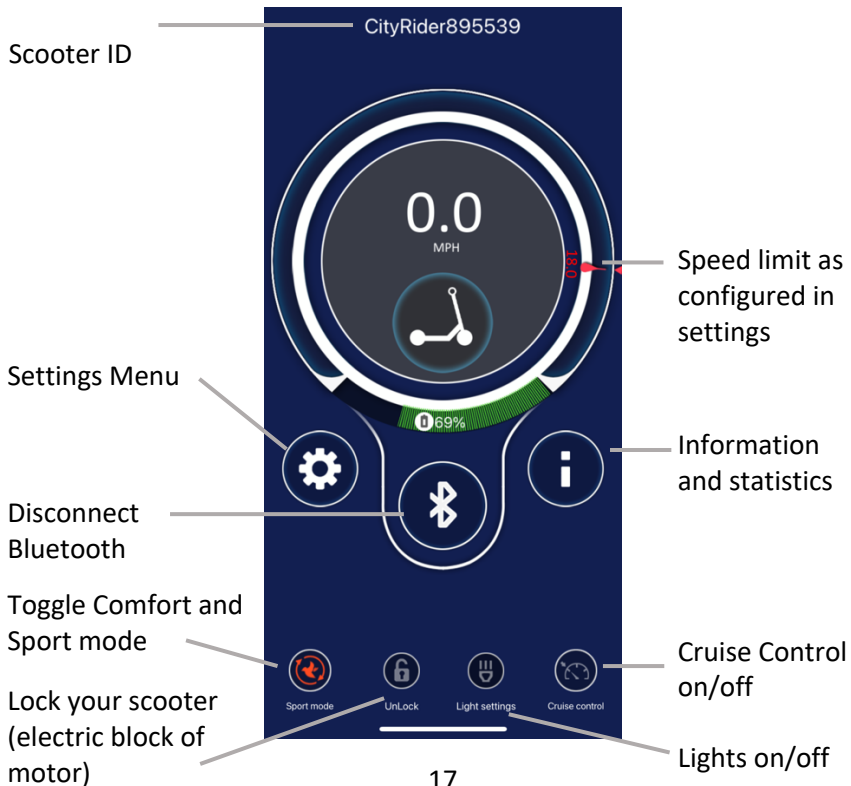 CityRider895539
Scooter ID
0.0
MPH
18.0
Speed limit as
configured in
settings
Settings Menu
69%
Information
and statistics
Disconnect
Bluetooth
Toggle Comfort and
Sport mode
Cruise Control
on/off
Sport mode
UnLock
Light settings
Cruise control
Lock your scooter
(electric block of
motor)
Lights on/off
17